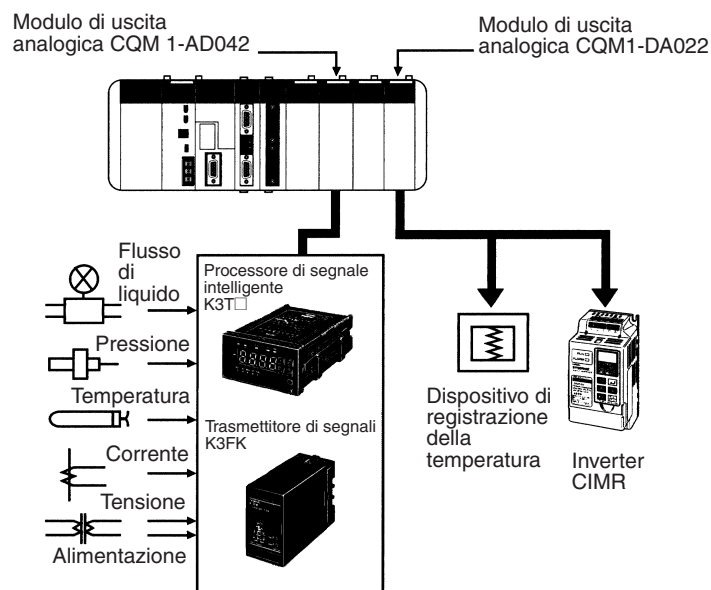 Modulo di uscita
analogica CQM 1-AD042
Modulo di uscita
analogica CQM1-DA022
Flusso
di
liquido
Pressione
Temperatura
Corrente
Tensione
Alimentazione
Processore di segnale
intelligente
K3T□
Trasmettitore di segnali
K3FK
Dispositivo di
registrazione
della
temperatura
Inverter
CIMR